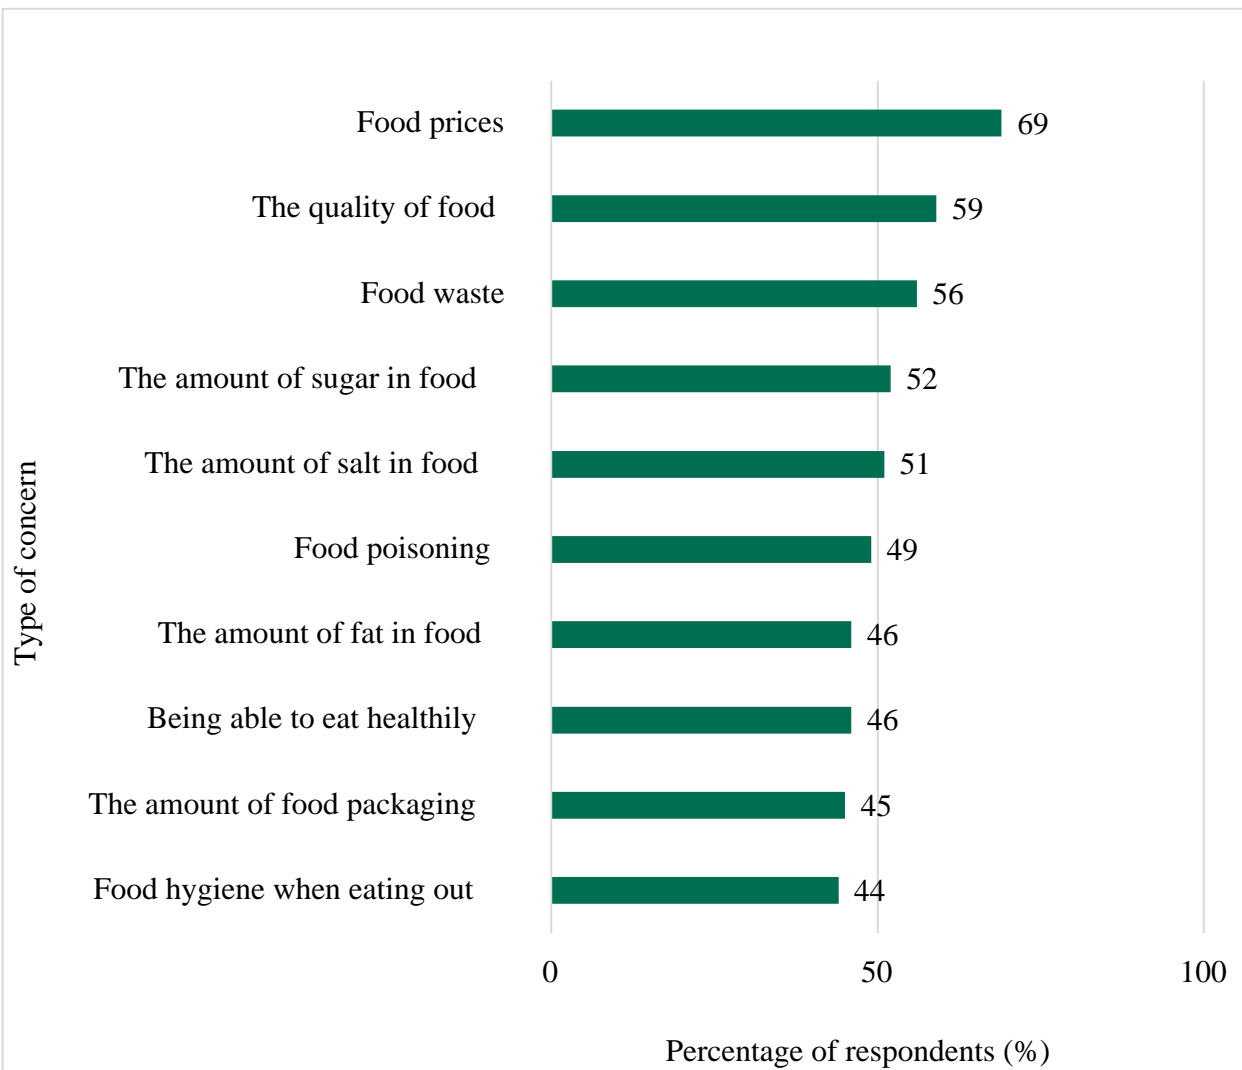 Food prices 69
The quality of food 59
Food waste 56
The amount of sugar in food 52
The amount of salt in food 51
Food poisoning 49
The amount of fat in food 46
Being able to eat healthily 46
The amount of food packaging 45
Food hygiene when eating out 44
Type of concern
0 50 100
Percentage of respondents (%)